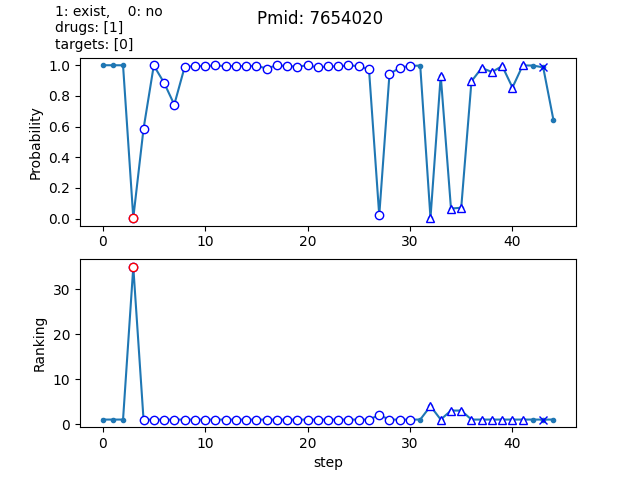 1: exist,    0: no
drugs: [1]
targets: [0]
Pmid: 7654020
Probability
1.0
0.8
0.6
0.4
0.2
0.0
0 10 20 30 40
Ranking
30
20
10
0
0 10 20 30 40
step